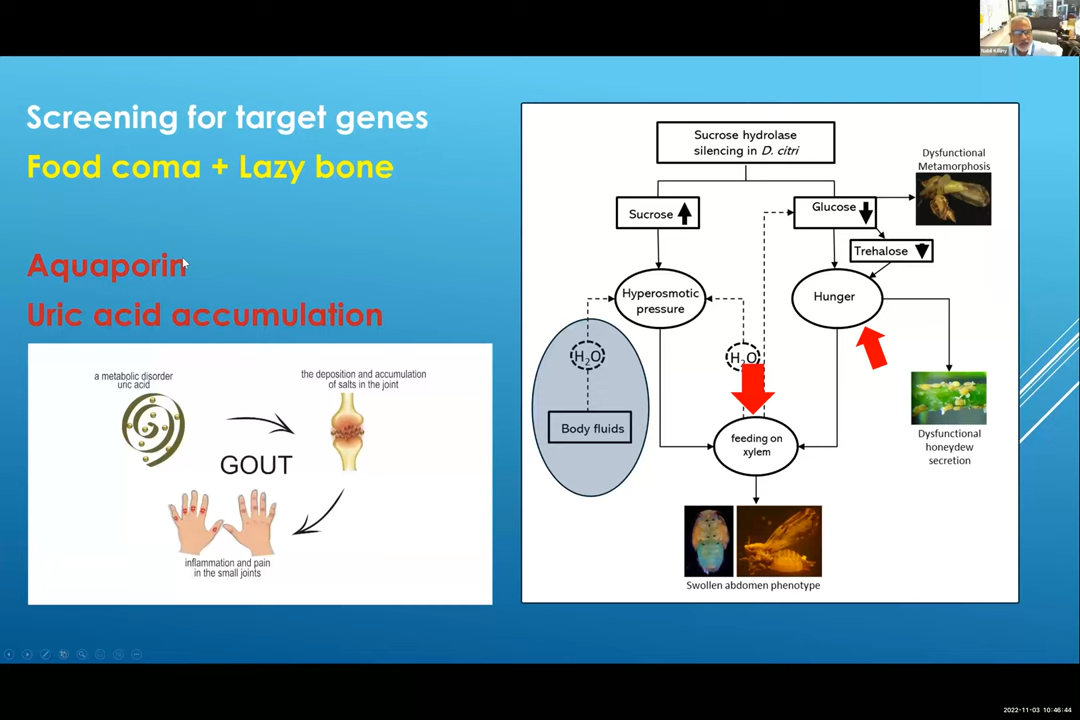 Nabil Killiny
Screening for target genes
Food coma + Lazy bone
Aquaporin
Uric acid accumulation
a metabolic disorder
uric acid
the deposition and accumulation
of salts in the joint
GOUT
inflammation and pain
in the small joints
Sucrose hydrolase
silencing in D. citri
Sucrose
Glucose
Dysfunctional
Metamorphosis
Trehalose
Hyperosmotic
pressure
Hunger
H2O
H2O
Body fluids
feeding on
xylem
Dysfunctional
honeydew
secretion
Swollen abdomen phenotype
2022-11-03 10:46:44